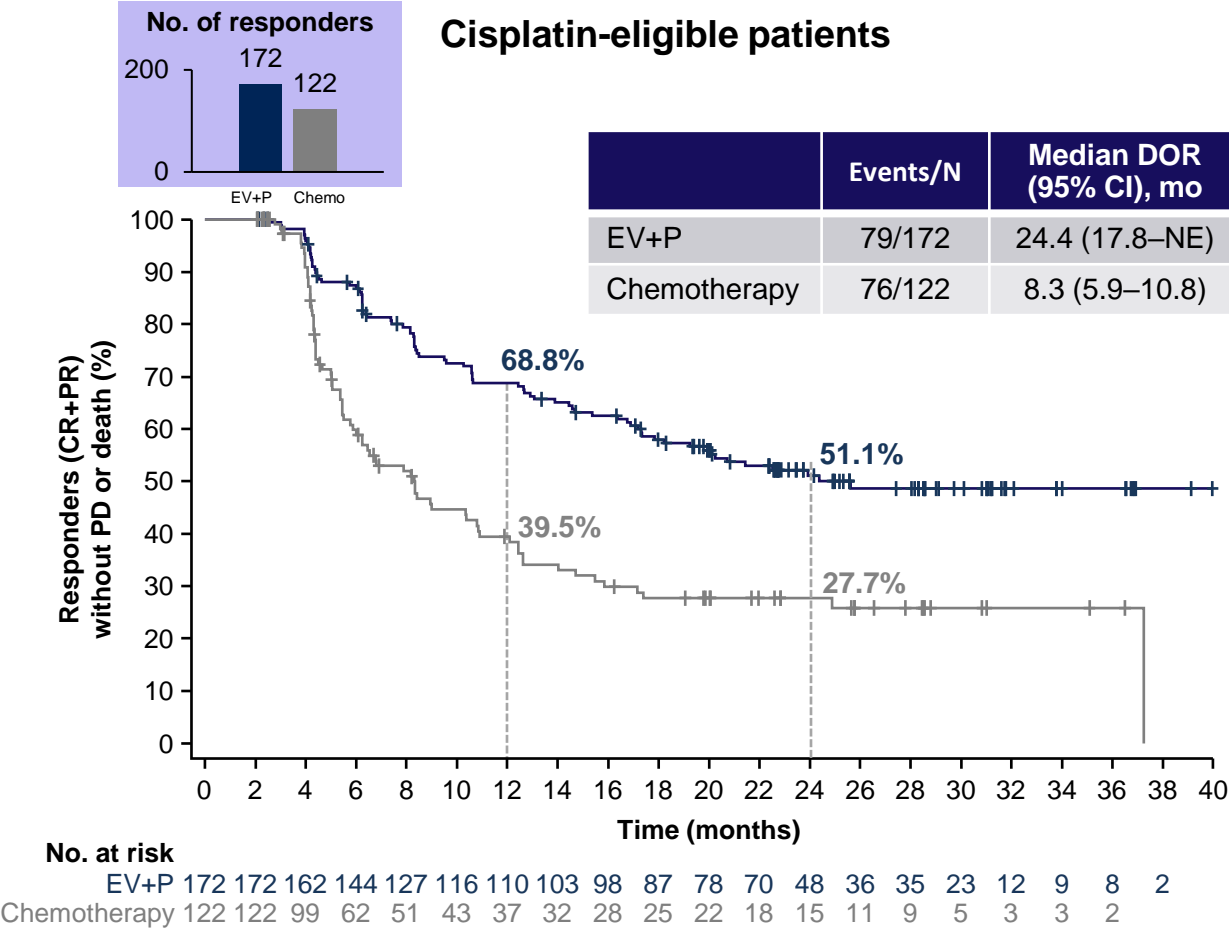 No. of responders
Cisplatin-eligible patients
172
200
122
0
EV+P Chemo
Events/N Median DOR (95% CI), mo
EV+P 79/172 24.4 (17.8–NE)
Chemotherapy 76/122 8.3 (5.9–10.8)
Responders (CR+PR)
without PD or death (%)
100
90
80
70
60
50
40
30
20
10
0
68.8%
51.1%
39.5%
27.7%
0 2 4 6 8 10 12 14 16 18 20 22 24 26 28 30 32 34 36 38 40
Time (months)
No. at risk
EV+P 172 172 162 144 127 116 110 103 98 87 78 70 48 36 35 23 12 9 8 2
Chemotherapy 122 122 99 62 51 43 37 32 28 25 22 18 15 11 9 5 3 3 2